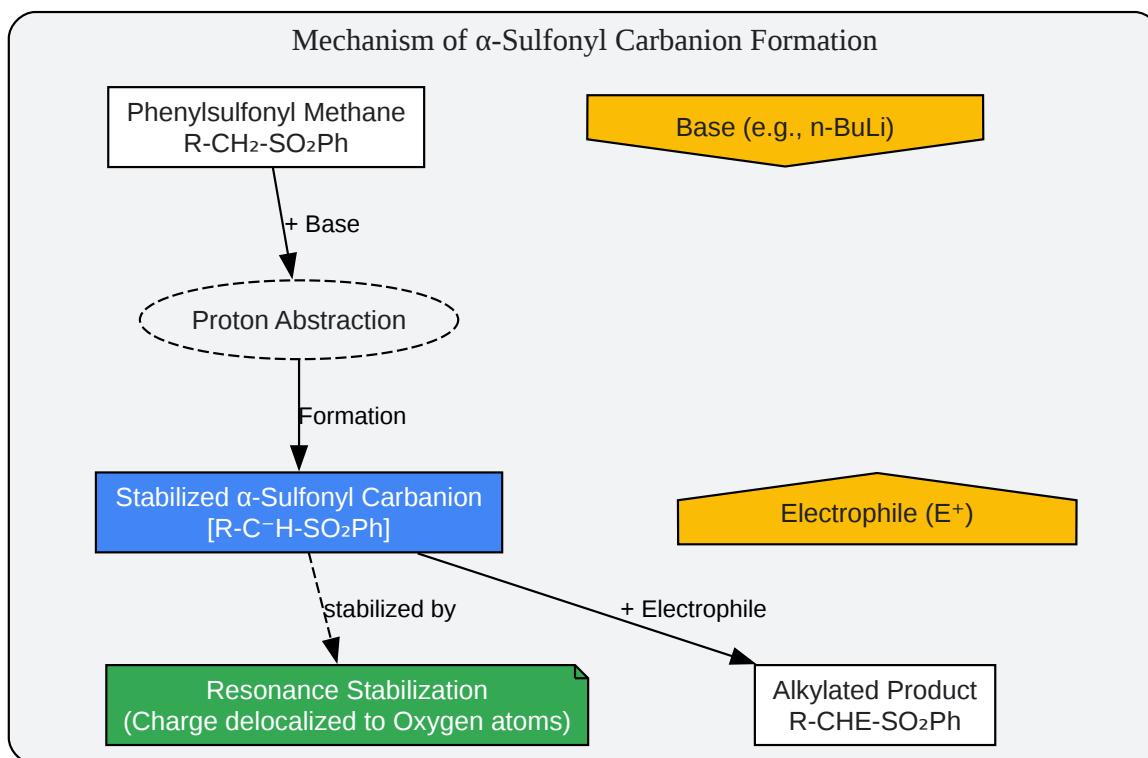 Mechanism of α-Sulfonyl Carbanion Formation
Phenylsulfonyl Methane
R-CH₂-SO₂Ph
Base (e.g., n-BuLi)
+ Base
Proton Abstraction
Formation
Stabilized α-Sulfonyl Carbanion
[R-C⁻H-SO₂Ph]
Electrophile (E⁺)
stabilized by
+ Electrophile
Resonance Stabilization
(Charge delocalized to Oxygen atoms)
Alkylated Product
R-CHE-SO₂Ph